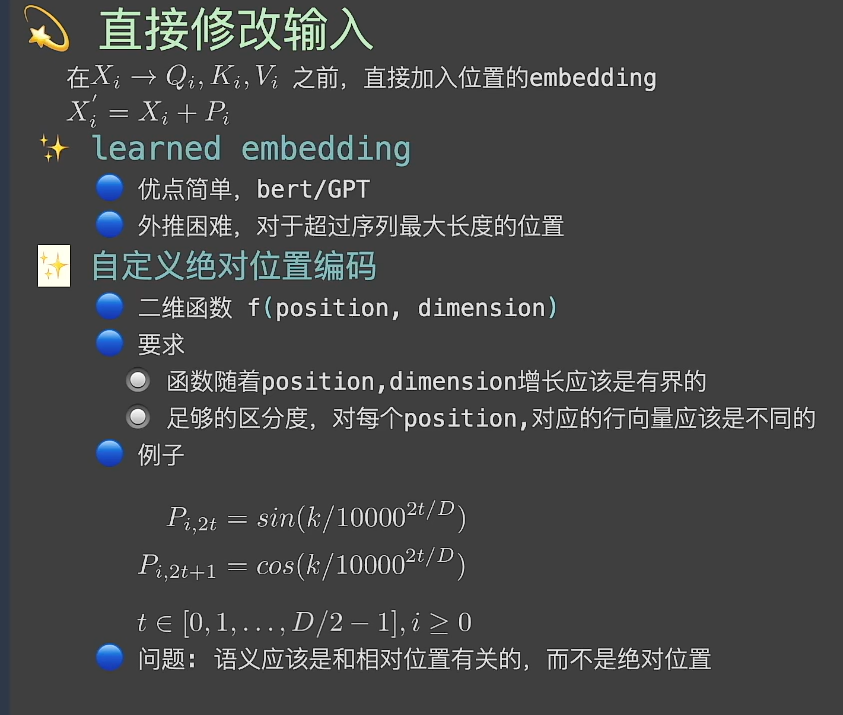 直接修改输入
在X_i → Q_i, K_i, V_i 之前，直接加入位置的embedding
X_i' = X_i + P_i
learned embedding
优点简单，bert/GPT
外推困难，对于超过序列最大长度的位置
自定义绝对位置编码
二维函数 f(position, dimension)
要求
函数随着position,dimension增长应该是有界的
足够的区分度，对每个position,对应的行向量应该是不同的
例子
P_{i,2t} = sin(k/10000^{2t/D})
P_{i,2t+1} = cos(k/10000^{2t/D})
t ∈ [0, 1, ..., D/2 − 1], i ≥ 0
问题: 语义应该是和相对位置有关的，而不是绝对位置